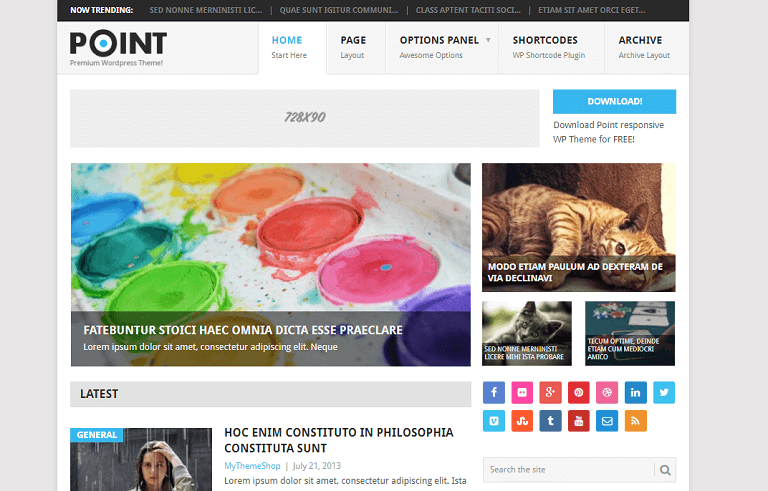 NOW TRENDING: SED NONNE MERNINISTI LIC... | QUAE SUNT IGITUR COMMUNI... | CLASS APTENT TACITI SOCI... | ETIAM SIT AMET ORCI EGET...
POINT
Premium Wordpress Theme!
HOME
Start Here
PAGE
Layout
OPTIONS PANEL
Awesome Options
SHORTCODES
WP Shortcode Plugin
ARCHIVE
Archive Layout
728X90
DOWNLOAD!
Download Point responsive
WP Theme for FREE!
FATEBUNTUR STOICI HAEC OMNIA DICTA ESSE PRAECLARE
Lorem ipsum dolor sit amet, consectetur adipiscing elit. Neque
MODO ETIAM PAULUM AD DEXTERAM DE
VIA DECLINAVI
SED NONNE MERNINISTI
LICERE MIHI ISTA PROBARE
TECUM OPTIME, DEINDE
ETIAM CUM MEDIOCRI
AMICO
LATEST
GENERAL
HOC ENIM CONSTITUTO IN PHILOSOPHIA
CONSTITUTA SUNT
MyThemeShop | July 21, 2013
Lorem ipsum dolor sit amet, consectetur adipiscing elit. Ista
Search the site